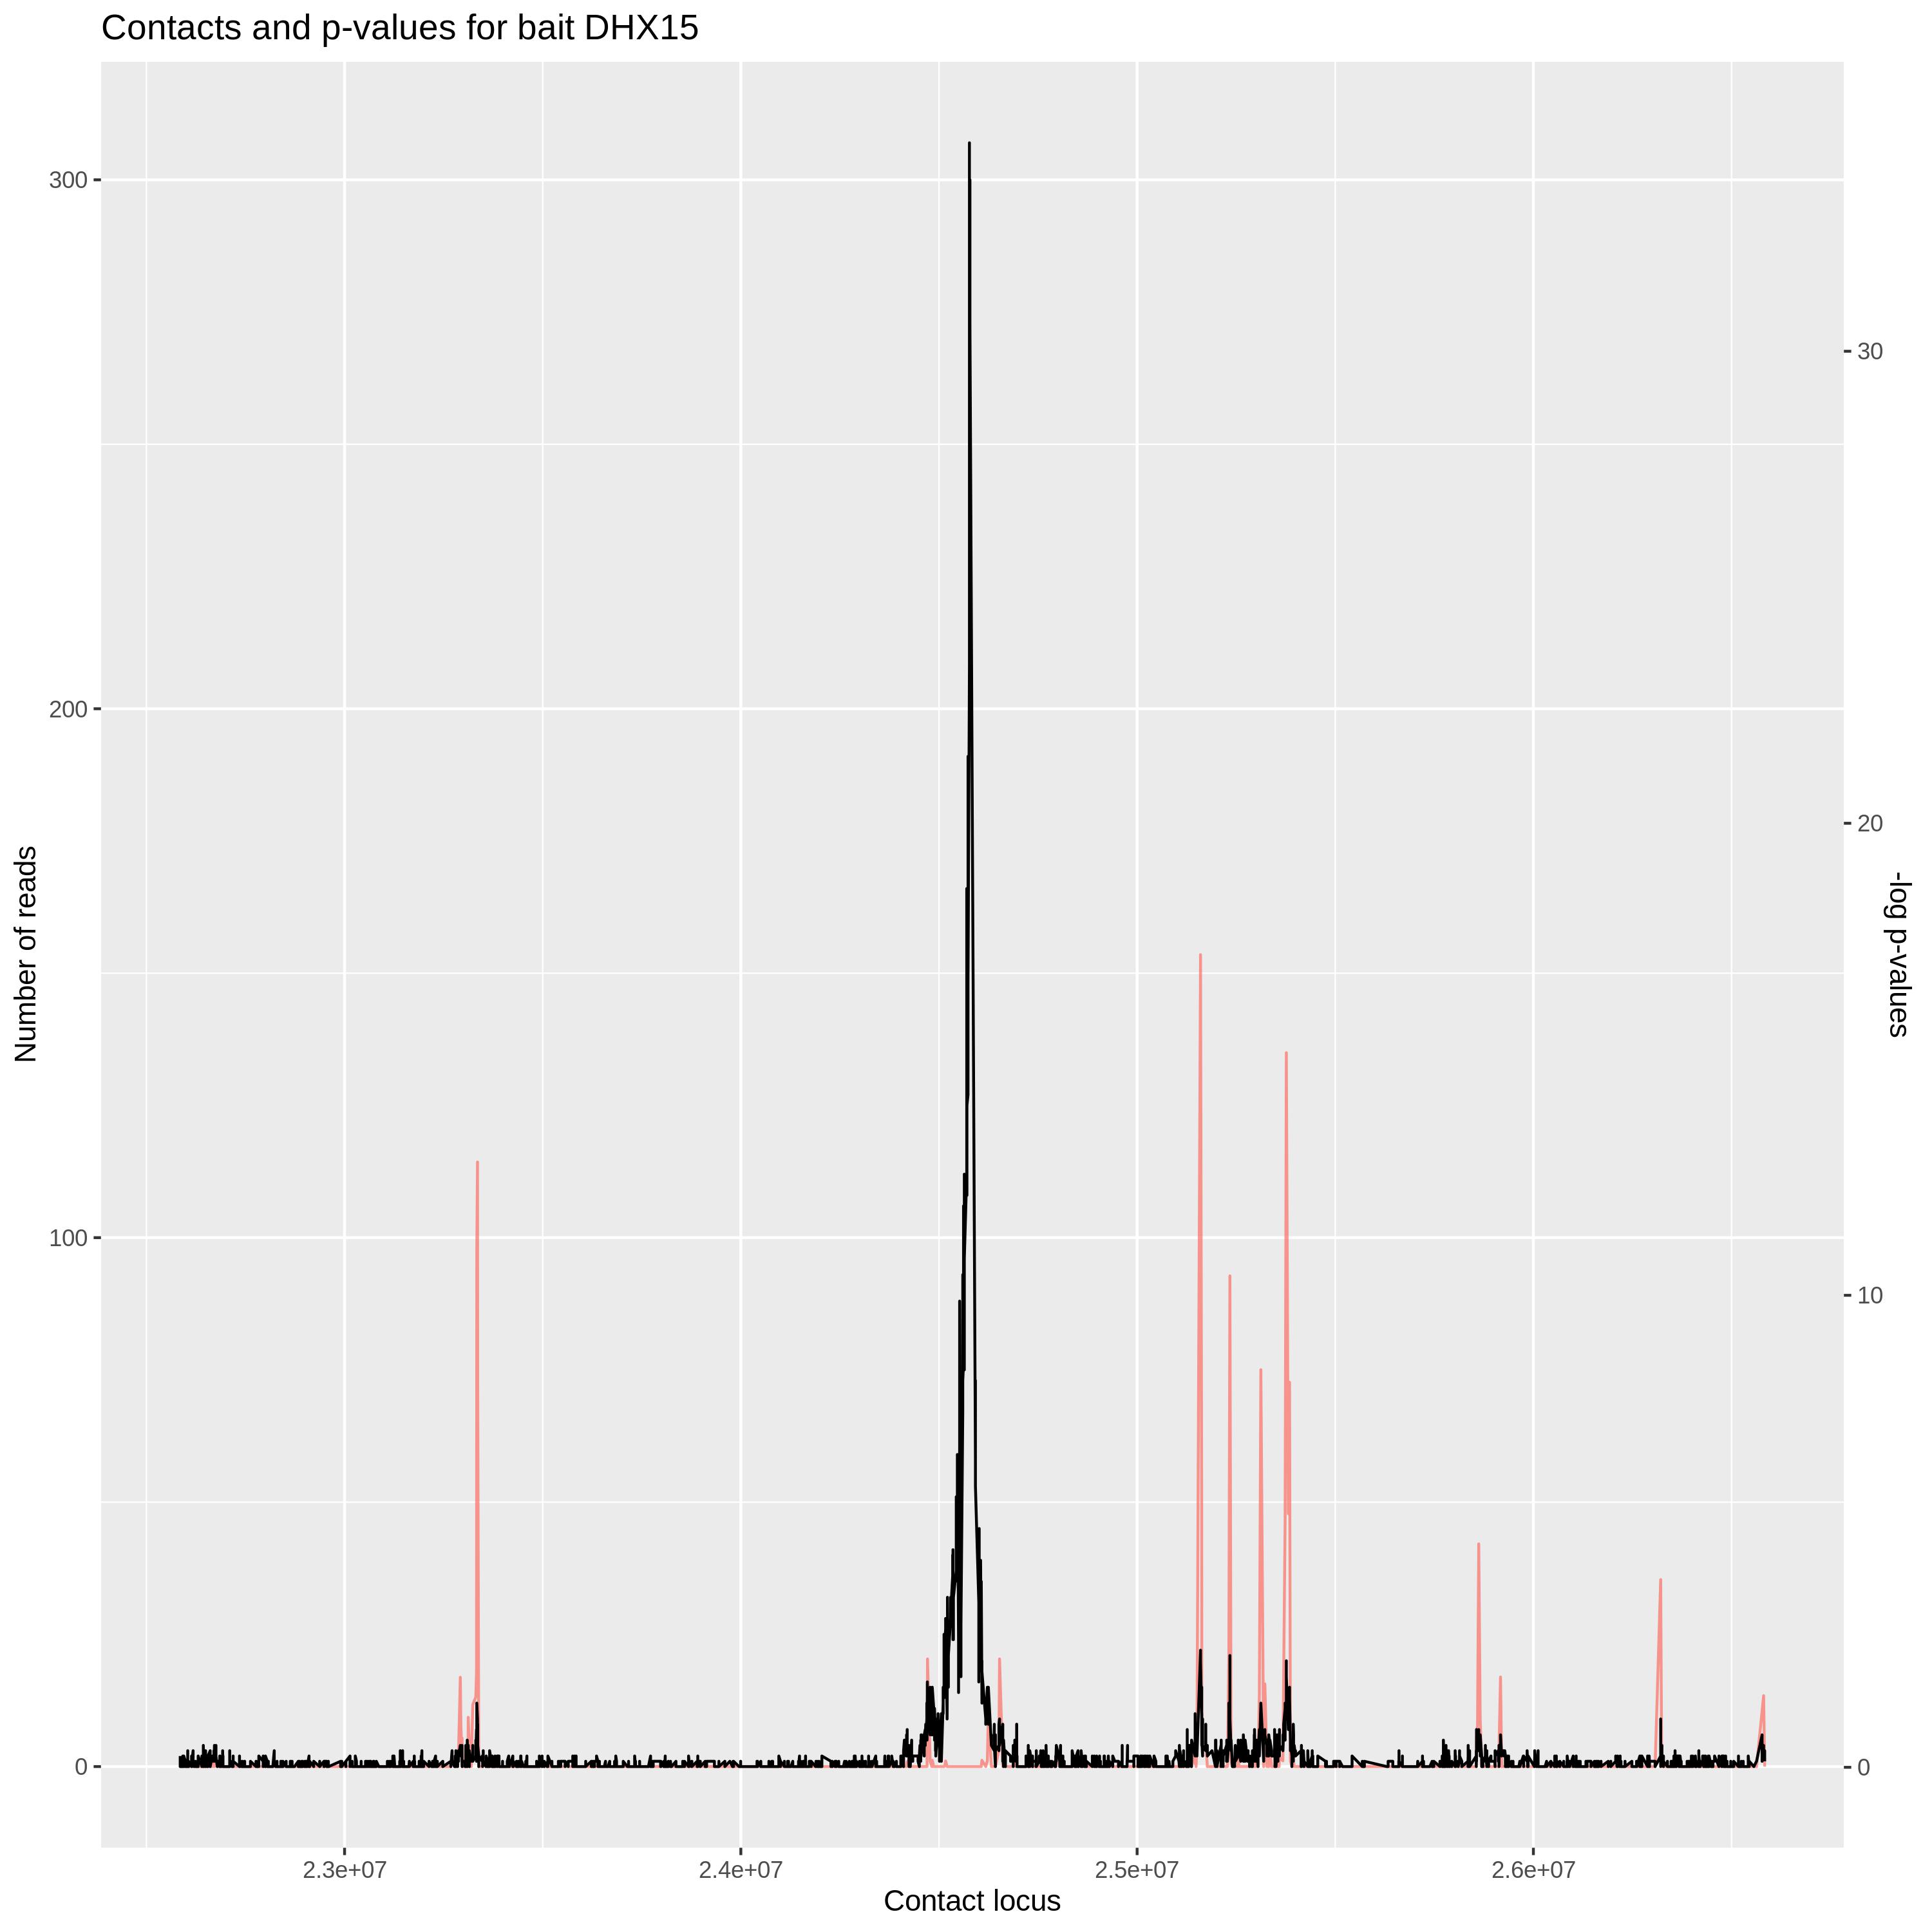 Contacts and p-values for bait DHX15
300
200
100
0
Number of reads
30
20
10
0
-log p-values
2.3e+07
2.4e+07
2.5e+07
2.6e+07
Contact locus